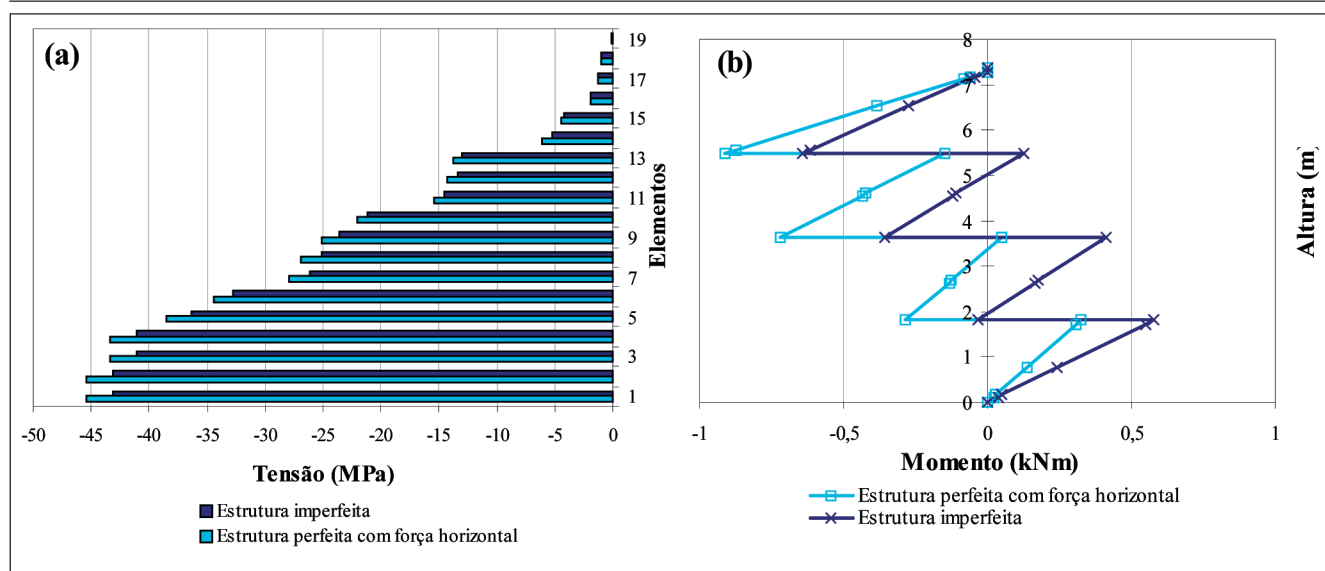 (a)
19
17
15
13
11
9
7
5
3
1
Elementos
-50 -45 -40 -35 -30 -25 -20 -15 -10 -5 0
Tensão (MPa)
Estrutura imperfeita
Estrutura perfeita com força horizontal
(b)
8
7
6
5
4
3
2
1
0
Altura (m)
-1 -0,5 0 0,5 1
Momento (kNm)
Estrutura perfeita com força horizontal
Estrutura imperfeita